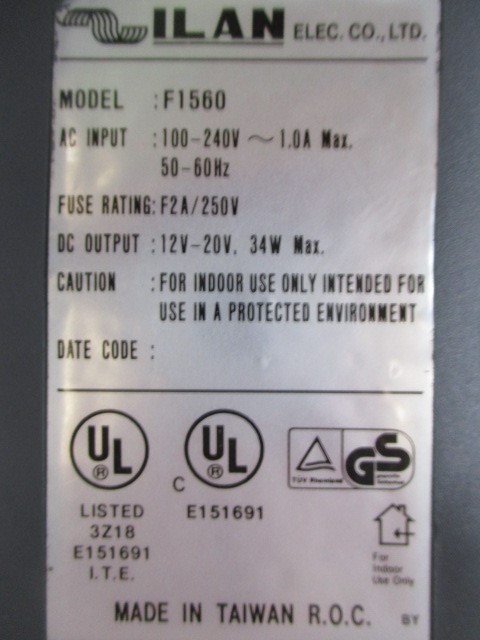 ILAN ELEC. CO., LTD.
MODEL : F1560
AC INPUT : 100-240V ~ 1.0A Max.
50-60Hz
FUSE RATING: F2A/250V
DC OUTPUT : 12V-20V. 34W Max.
CAUTION : FOR INDOOR USE ONLY INTENDED FOR
USE IN A PROTECTED ENVIRONMENT
DATE CODE :
UL ®
LISTED
3Z18
E151691
I.T.E.
C UL ®
E151691
TÜV Rheinland
GS
For
Indoor
Use Only
MADE IN TAIWAN R.O.C. BY